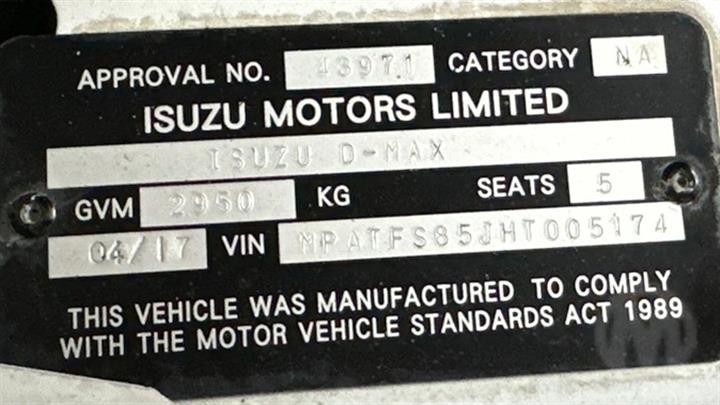 APPROVAL NO. 43971 CATEGORY NA
ISUZU MOTORS LIMITED
ISUZU D-MAX
GVM 2950 KG SEATS 5
04/17 VIN MPATFS85JHT005174
THIS VEHICLE WAS MANUFACTURED TO COMPLY
WITH THE MOTOR VEHICLE STANDARDS ACT 1989